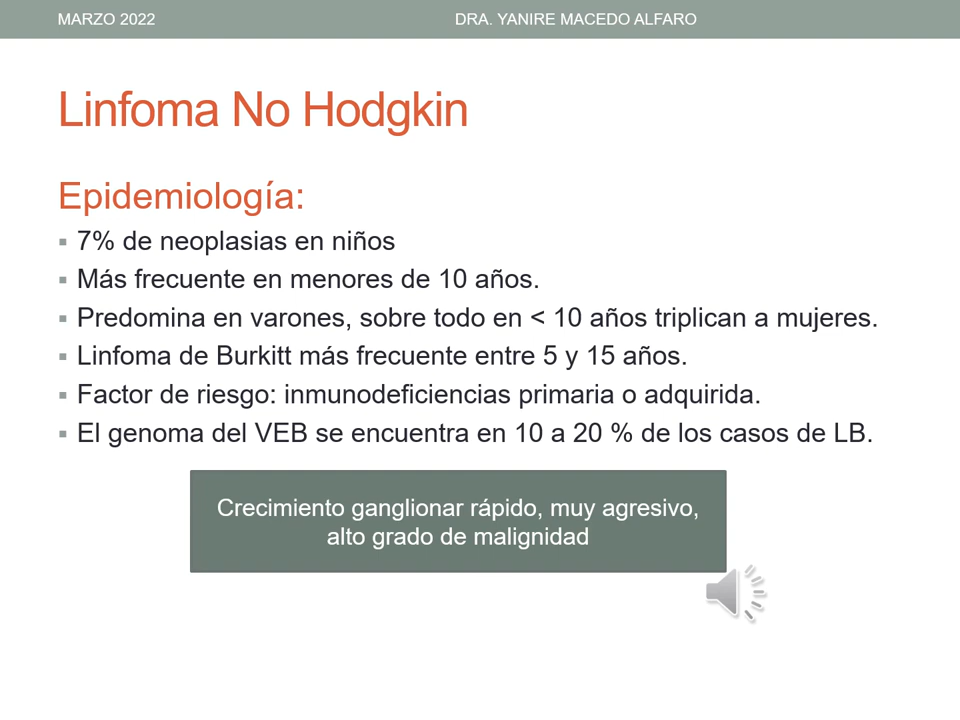 MARZO 2022
DRA. YANIRE MACEDO ALFARO
Linfoma No Hodgkin
Epidemiología:
▪ 7% de neoplasias en niños
▪ Más frecuente en menores de 10 años.
▪ Predomina en varones, sobre todo en < 10 años triplican a mujeres.
▪ Linfoma de Burkitt más frecuente entre 5 y 15 años.
▪ Factor de riesgo: inmunodeficiencias primaria o adquirida.
▪ El genoma del VEB se encuentra en 10 a 20 % de los casos de LB.
Crecimiento ganglionar rápido, muy agresivo,
alto grado de malignidad